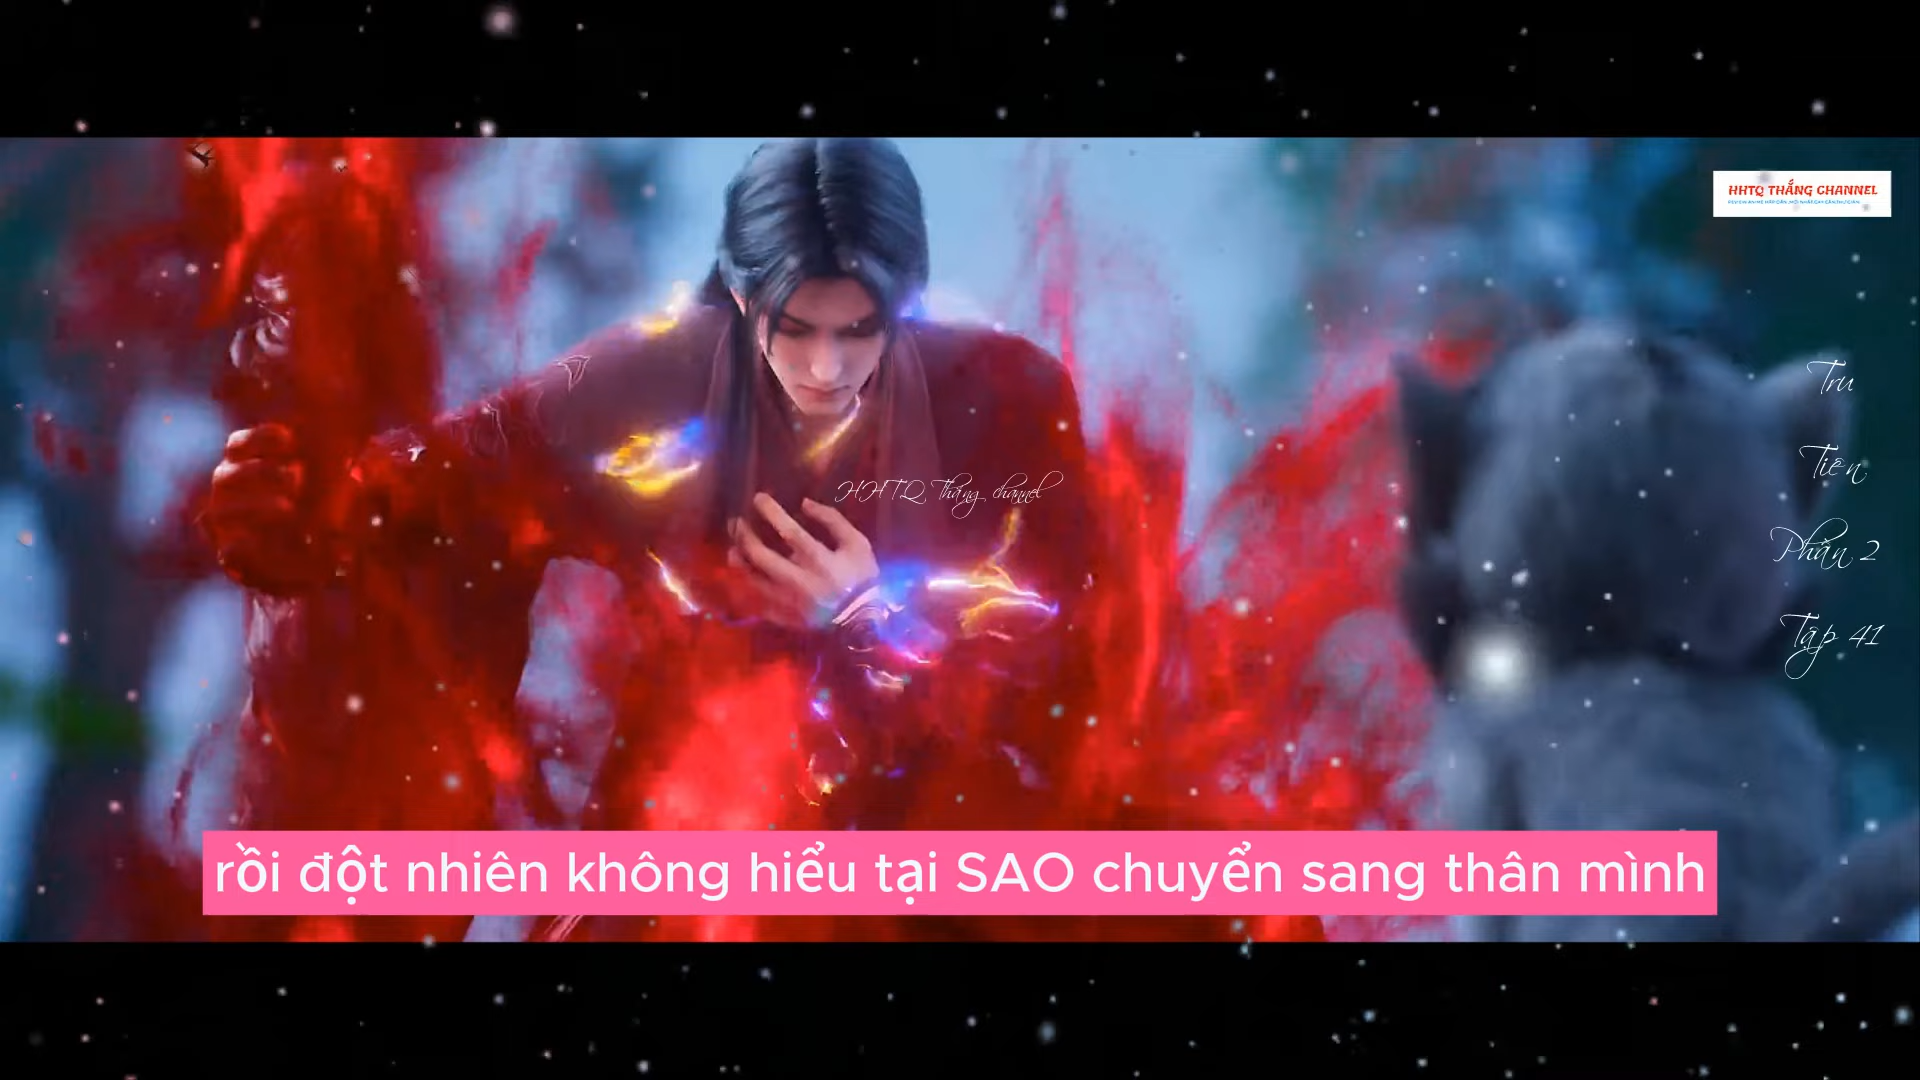 HHTQ THẮNG CHANNEL
Tru
Tiên
Phần 2
Tập 41
HHTQ Thắng channel
rồi đột nhiên không hiểu tại SAO chuyển sang thân mình